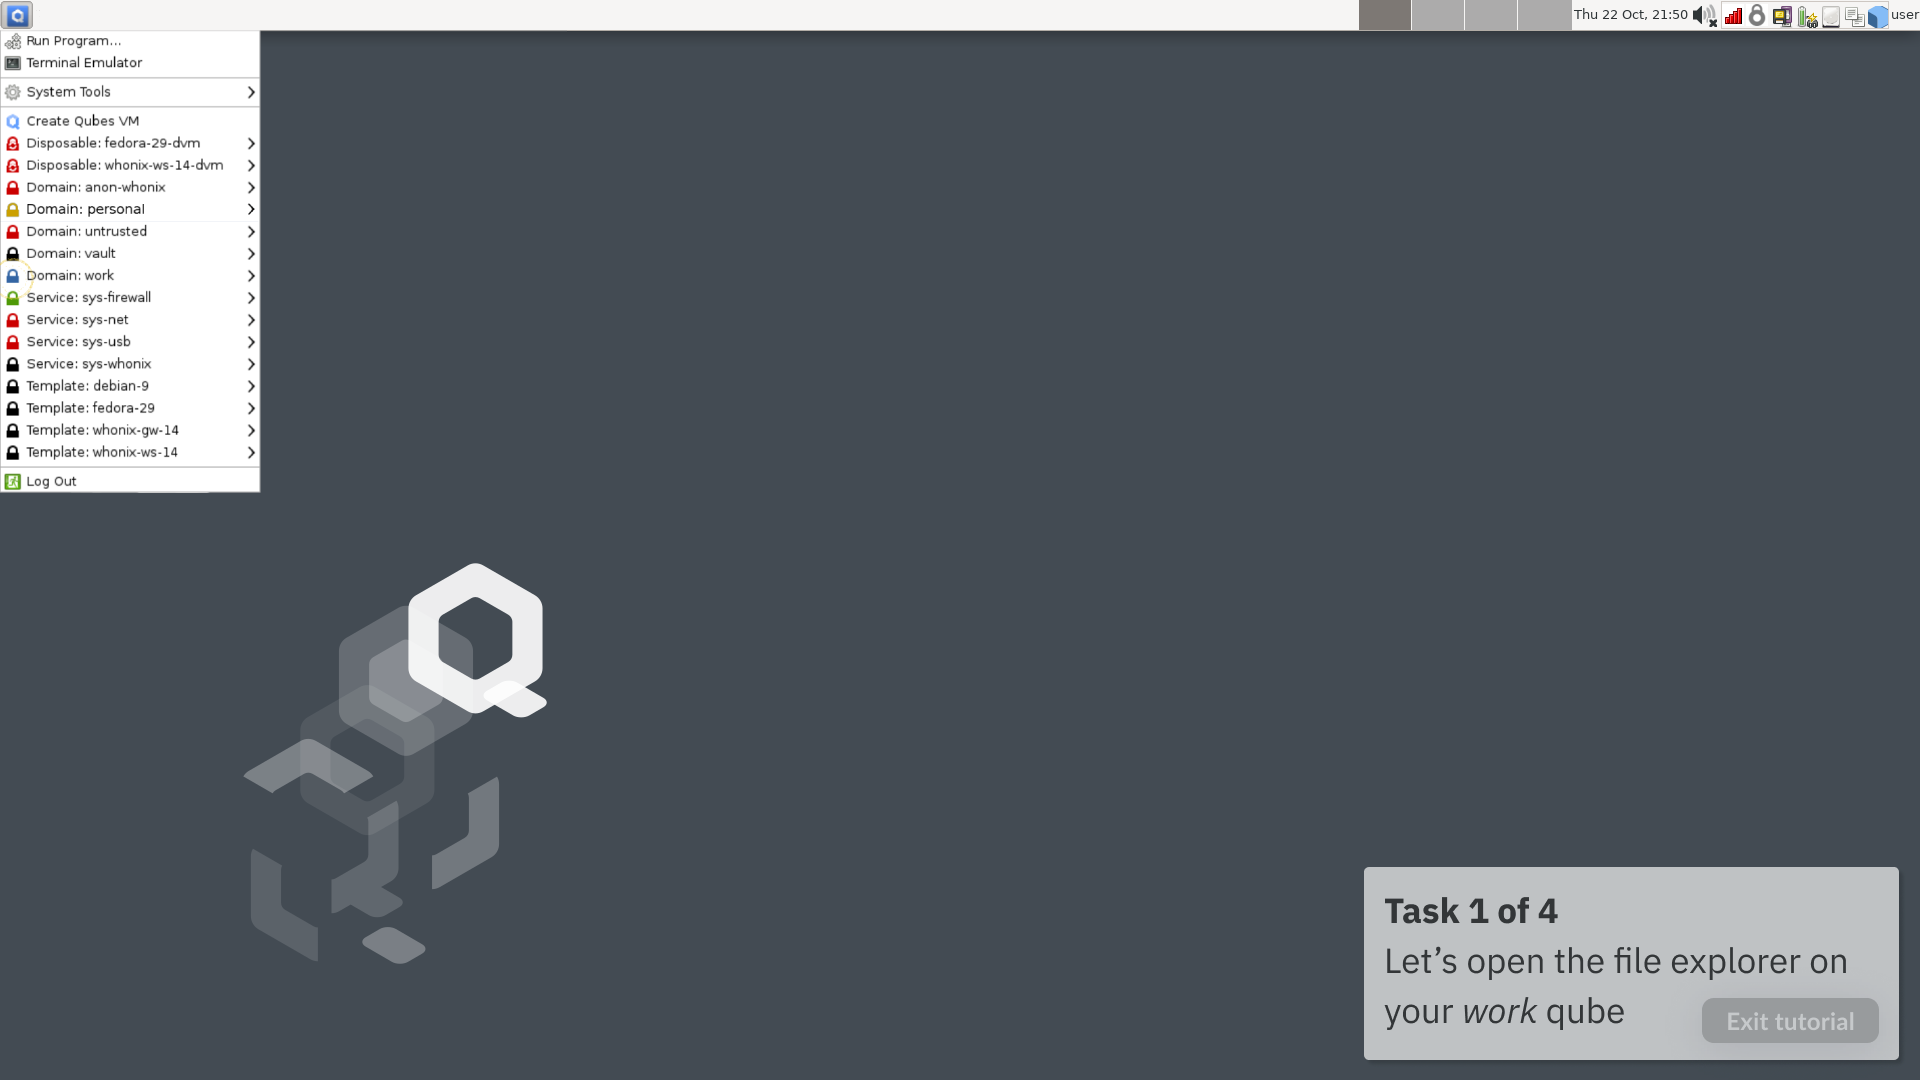 Thu 22 Oct, 21:50
user
Run Program...
Terminal Emulator
System Tools
Create Qubes VM
Disposable: fedora-29-dvm
Disposable: whonix-ws-14-dvm
Domain: anon-whonix
Domain: personal
Domain: untrusted
Domain: vault
Domain: work
Service: sys-firewall
Service: sys-net
Service: sys-usb
Service: sys-whonix
Template: debian-9
Template: fedora-29
Template: whonix-gw-14
Template: whonix-ws-14
Log Out
Task 1 of 4
Let’s open the file explorer on
your work qube
Exit tutorial